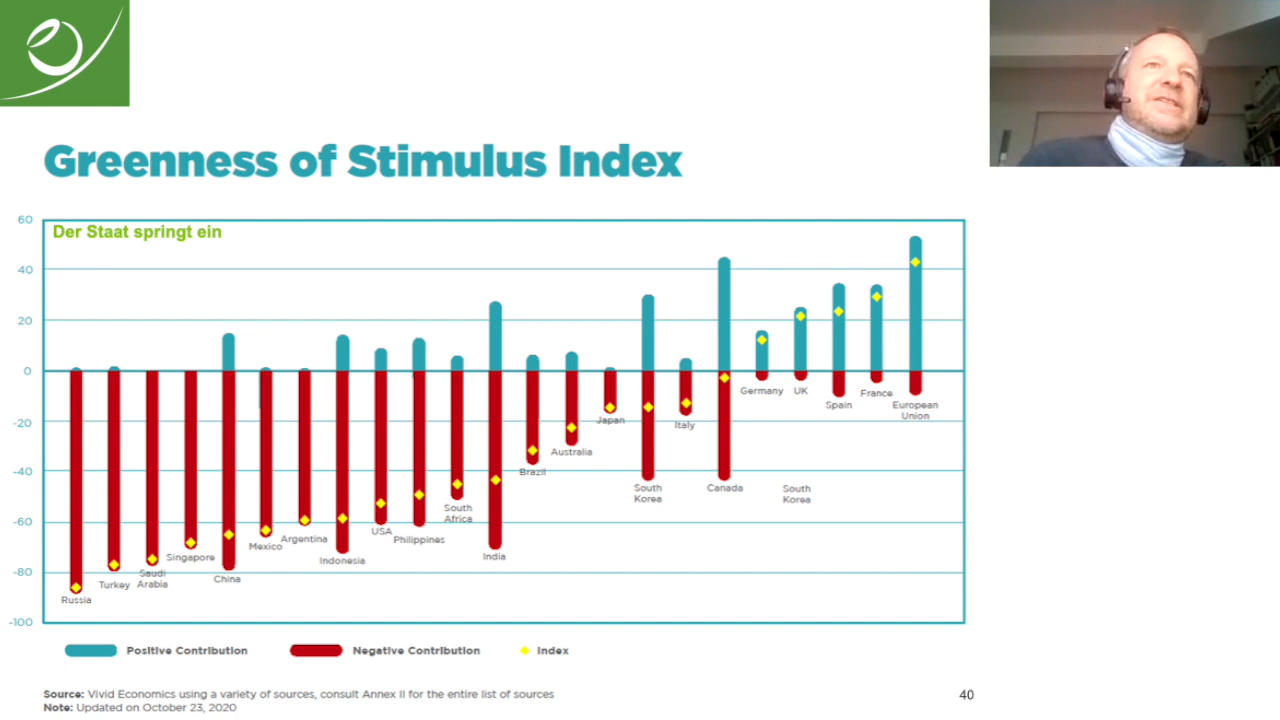 Greenness of Stimulus Index
60
Der Staat springt ein
40
20
0
-20
-40
-60
-80
-100
Russia
Turkey
Saudi
Arabia
Singapore
China
Mexico
Argentina
Indonesia
USA
Philippines
South
Africa
India
Brazil
Australia
Japan
South
Korea
Italy
Canada
South
Korea
Germany
UK
Spain
France
European
Union
Positive Contribution
Negative Contribution
Index
Source: Vivid Economics using a variety of sources, consult Annex II for the entire list of sources
Note: Updated on October 23, 2020
40